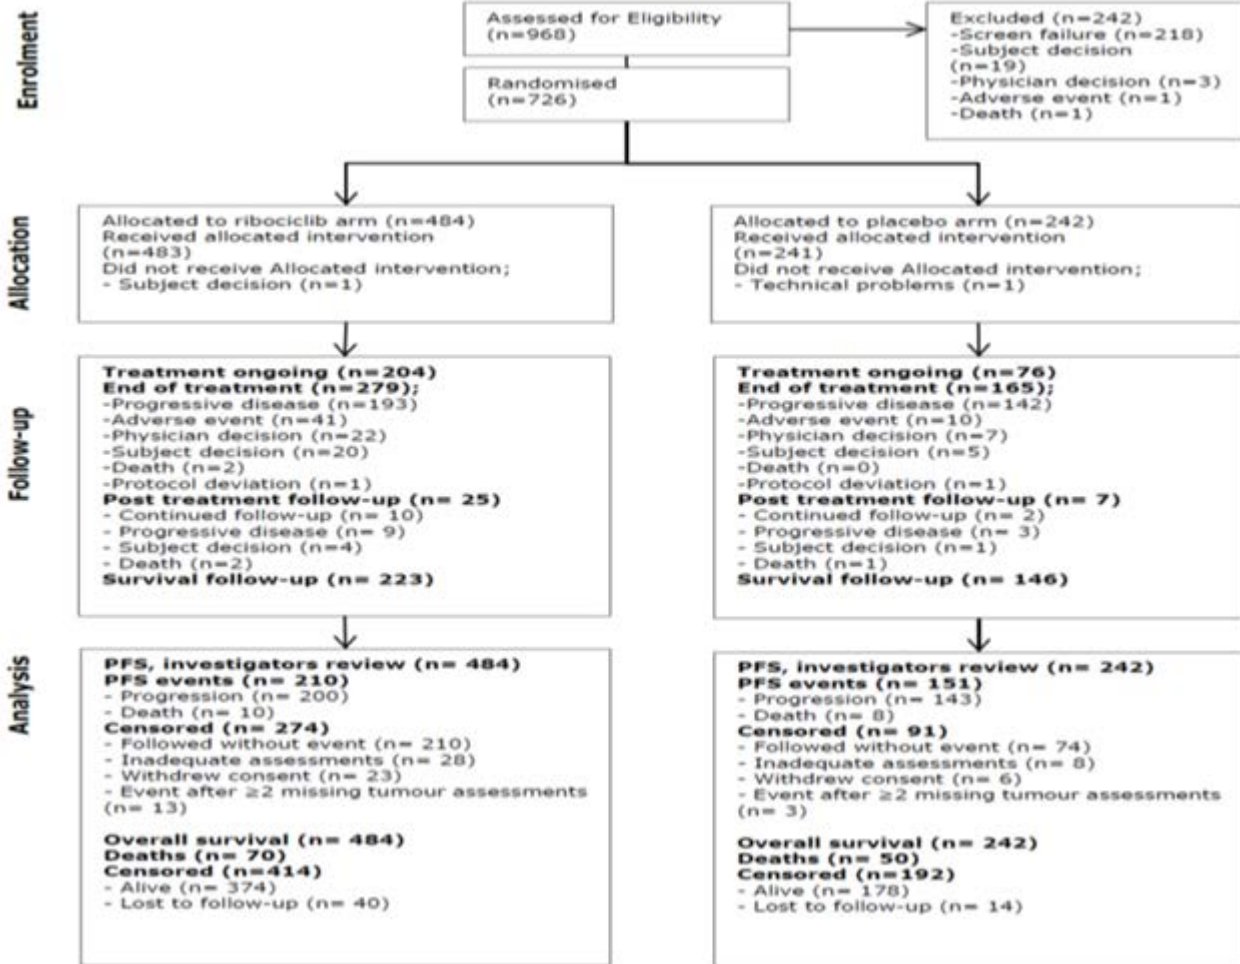 Enrolment
Assessed for Eligibility
(n=968)
Excluded (n=242)
-Screen failure (n=218)
-Subject decision
(n=19)
-Physician decision (n=3)
-Adverse event (n=1)
-Death (n=1)
Randomised
(n=726)
Allocation
Allocated to ribociclib arm (n=484)
Received allocated intervention
(n=483)
Did not receive Allocated intervention;
- Subject decision (n=1)
Allocated to placebo arm (n=242)
Received allocated intervention
(n=241)
Did not receive Allocated intervention;
- Technical problems (n=1)
Follow-up
Treatment ongoing (n=204)
End of treatment (n=279);
-Progressive disease (n=193)
-Adverse event (n=41)
-Physician decision (n=22)
-Subject decision (n=20)
-Death (n=2)
-Protocol deviation (n=1)
Post treatment follow-up (n= 25)
- Continued follow-up (n= 10)
- Progressive disease (n= 9)
- Subject decision (n=4)
- Death (n=2)
Survival follow-up (n= 223)
Treatment ongoing (n=76)
End of treatment (n=165);
-Progressive disease (n=142)
-Adverse event (n=10)
-Physician decision (n=7)
-Subject decision (n=5)
-Death (n=0)
-Protocol deviation (n=1)
Post treatment follow-up (n= 7)
- Continued follow-up (n= 2)
- Progressive disease (n= 3)
- Subject decision (n=1)
- Death (n=1)
Survival follow-up (n= 146)
Analysis
PFS, investigators review (n= 484)
PFS events (n= 210)
- Progression (n= 200)
- Death (n= 10)
Censored (n= 274)
- Followed without event (n= 210)
- Inadequate assessments (n= 28)
- Withdrew consent (n= 23)
- Event after ≥2 missing tumour assessments
(n= 13)
Overall survival (n= 484)
Deaths (n= 70)
Censored (n=414)
- Alive (n= 374)
- Lost to follow-up (n= 40)
PFS, investigators review (n= 242)
PFS events (n= 151)
- Progression (n= 143)
- Death (n= 8)
Censored (n= 91)
- Followed without event (n= 74)
- Inadequate assessments (n= 8)
- Withdrew consent (n= 6)
- Event after ≥2 missing tumour assessments
(n= 3)
Overall survival (n= 242)
Deaths (n= 50)
Censored (n=192)
- Alive (n= 178)
- Lost to follow-up (n= 14)